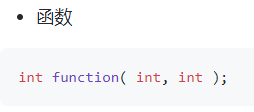 • 函数
int function( int, int );